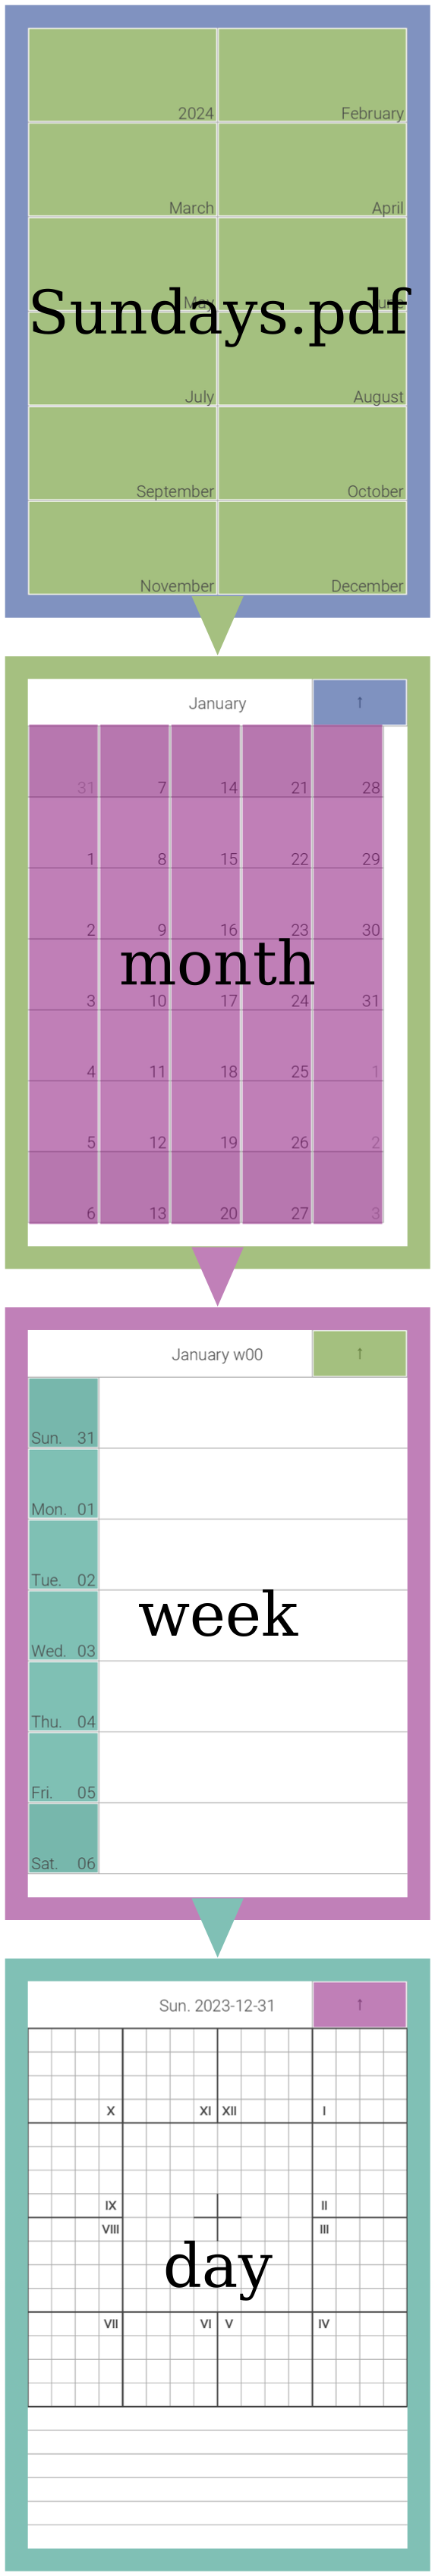 2024 February
March April
May June
Sundays.pdf
July August
September October
November December
January ↑
31 7 14 21 28
1 8 15 22 29
2 9 16 23 30
month
3 10 17 24 31
4 11 18 25 1
5 12 19 26 2
6 13 20 27 3
January w00 ↑
Sun. 31
Mon. 01
Tue. 02
week
Wed. 03
Thu. 04
Fri. 05
Sat. 06
Sun. 2023-12-31 ↑
X XI XII I
IX II
VIII III
day
VII VI V IV